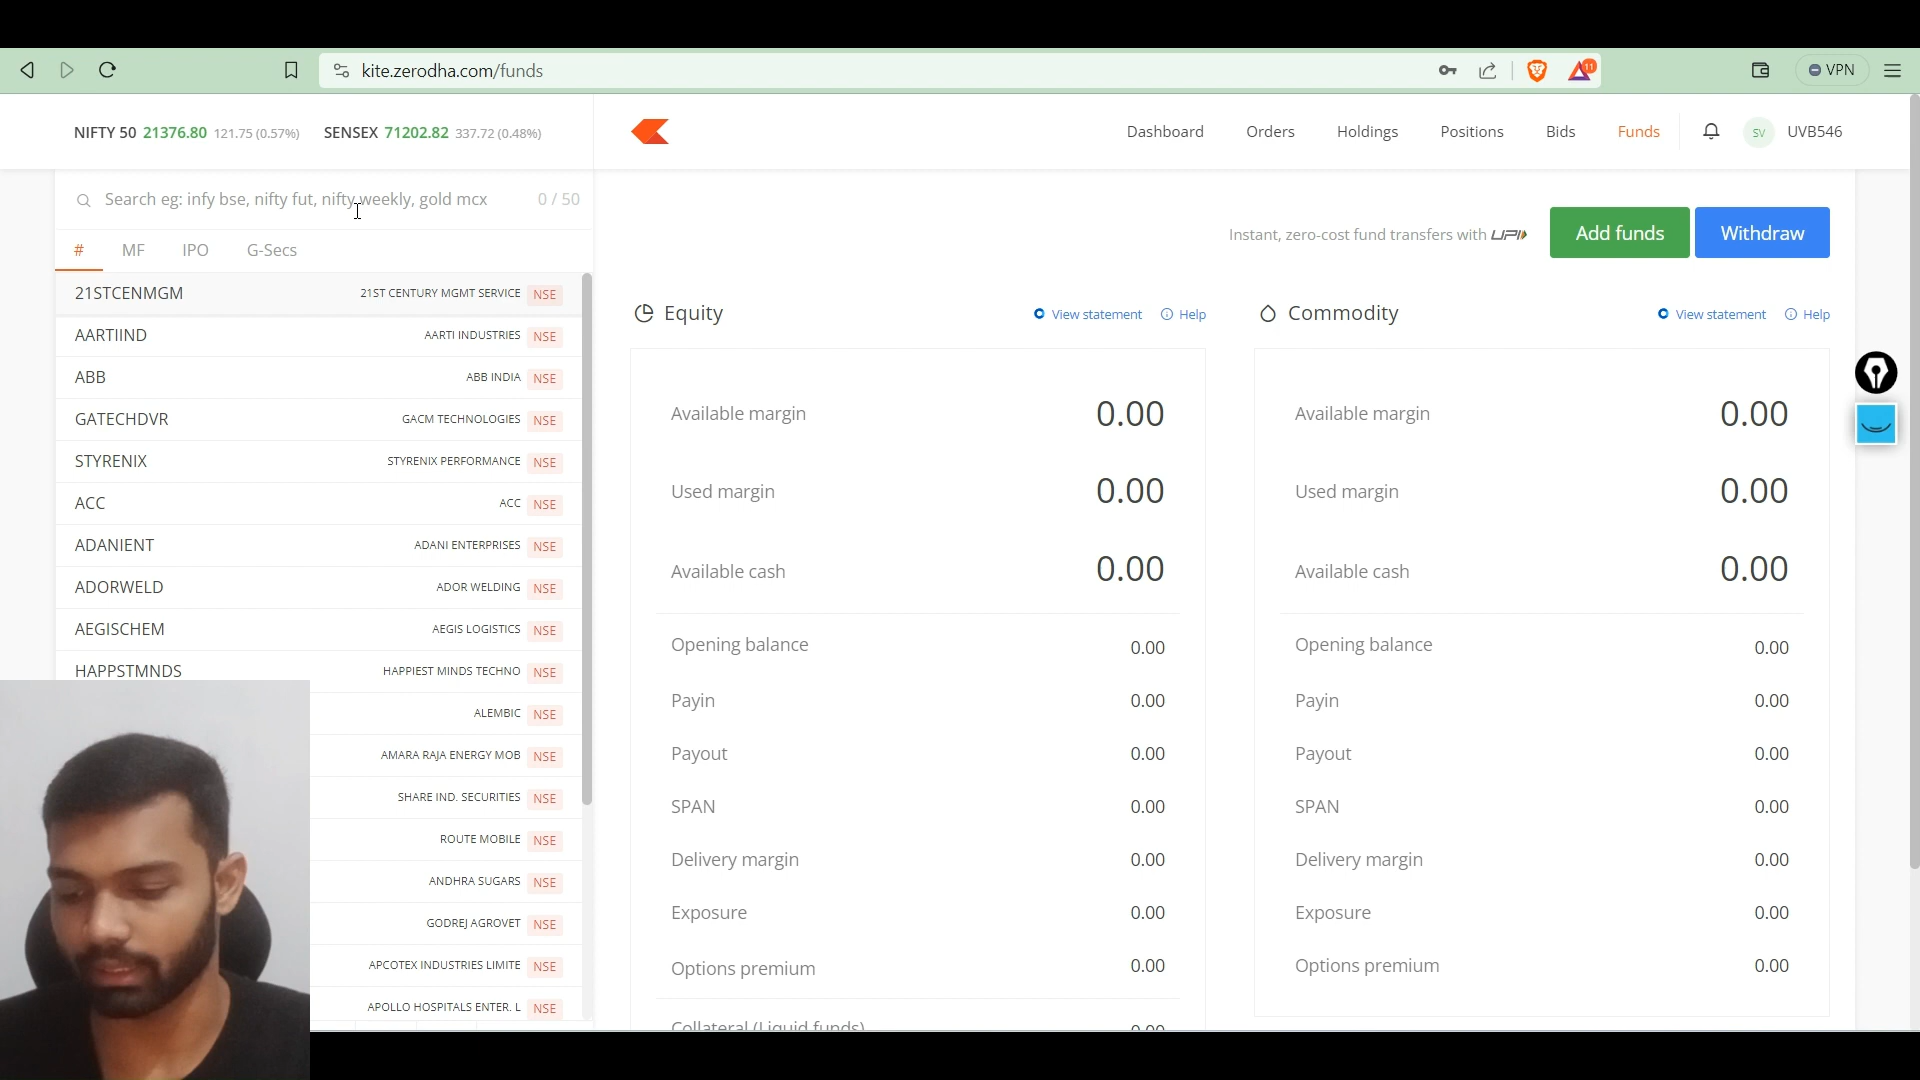 kite.zerodha.com/funds
11
VPN
NIFTY 50 21376.80 121.75 (0.57%) SENSEX 71202.82 337.72 (0.48%)
Dashboard Orders Holdings Positions Bids Funds SV UVB546
Search eg: infy bse, nifty fut, nifty weekly, gold mcx 0 / 50
# MF IPO G-Secs
21STCENMGM 21ST CENTURY MGMT SERVICE NSE
AARTIIND AARTI INDUSTRIES NSE
ABB ABB INDIA NSE
GATECHDVR GACM TECHNOLOGIES NSE
STYRENIX STYRENIX PERFORMANCE NSE
ACC ACC NSE
ADANIENT ADANI ENTERPRISES NSE
ADORWELD ADOR WELDING NSE
AEGISCHEM AEGIS LOGISTICS NSE
HAPPSTMNDS HAPPIEST MINDS TECHNO NSE
ALEMBIC NSE
AMARA RAJA ENERGY MOB NSE
SHARE IND. SECURITIES NSE
ROUTE MOBILE NSE
ANDHRA SUGARS NSE
GODREJ AGROVET NSE
APCOTEX INDUSTRIES LIMITE NSE
APOLLO HOSPITALS ENTER. L NSE
Instant, zero-cost fund transfers with UPI Add funds Withdraw
Equity View statement Help
Available margin 0.00
Used margin 0.00
Available cash 0.00
Opening balance 0.00
Payin 0.00
Payout 0.00
SPAN 0.00
Delivery margin 0.00
Exposure 0.00
Options premium 0.00
Collateral (Liquid funds) 0.00
Commodity View statement Help
Available margin 0.00
Used margin 0.00
Available cash 0.00
Opening balance 0.00
Payin 0.00
Payout 0.00
SPAN 0.00
Delivery margin 0.00
Exposure 0.00
Options premium 0.00